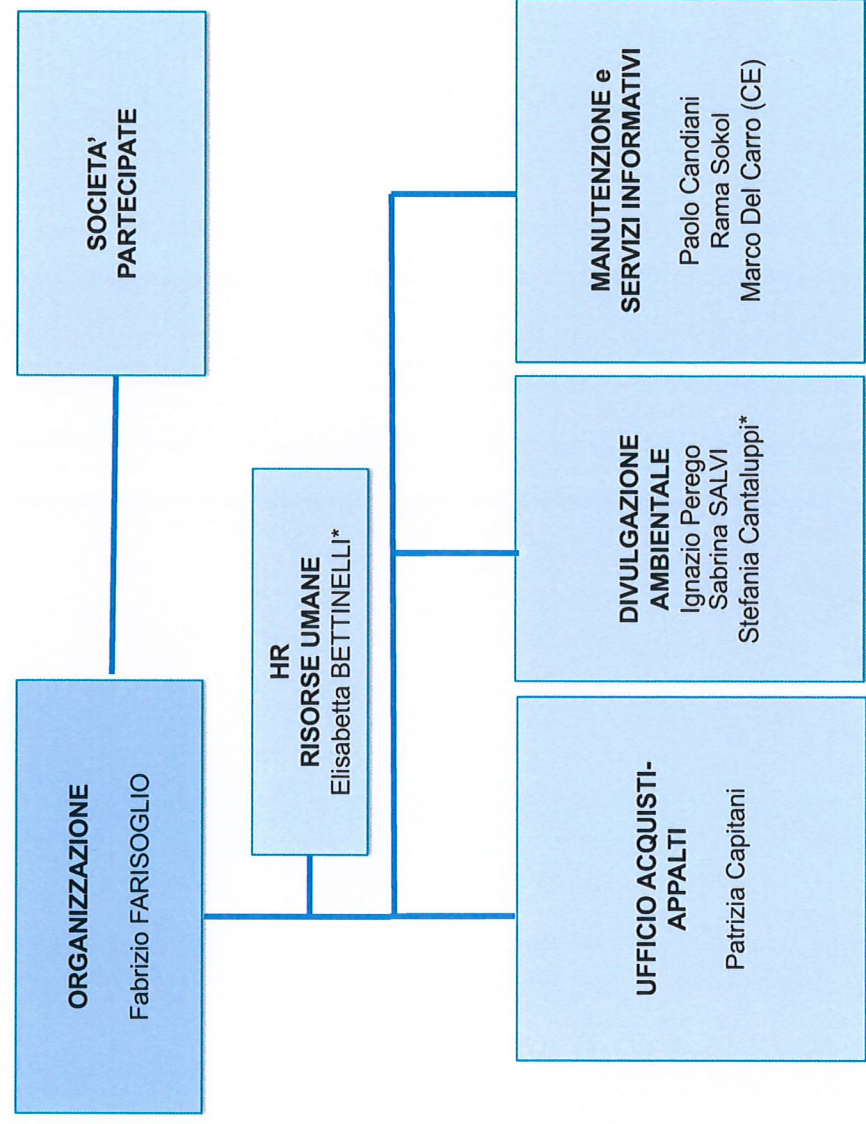 ORGANIZZAZIONE
Fabrizio FARISOGLIO
SOCIETA'
PARTECIPATE
HR
RISORSE UMANE
Elisabetta BETTINELLI*
UFFICIO ACQUISTI-
APPALTI
Patrizia Capitani
DIVULGAZIONE
AMBIENTALE
Ignazio Perego
Sabrina SALVI
Stefania Cantaluppi*
MANUTENZIONE e
SERVIZI INFORMATIVI
Paolo Candiani
Rama Sokol
Marco Del Carro (CE)